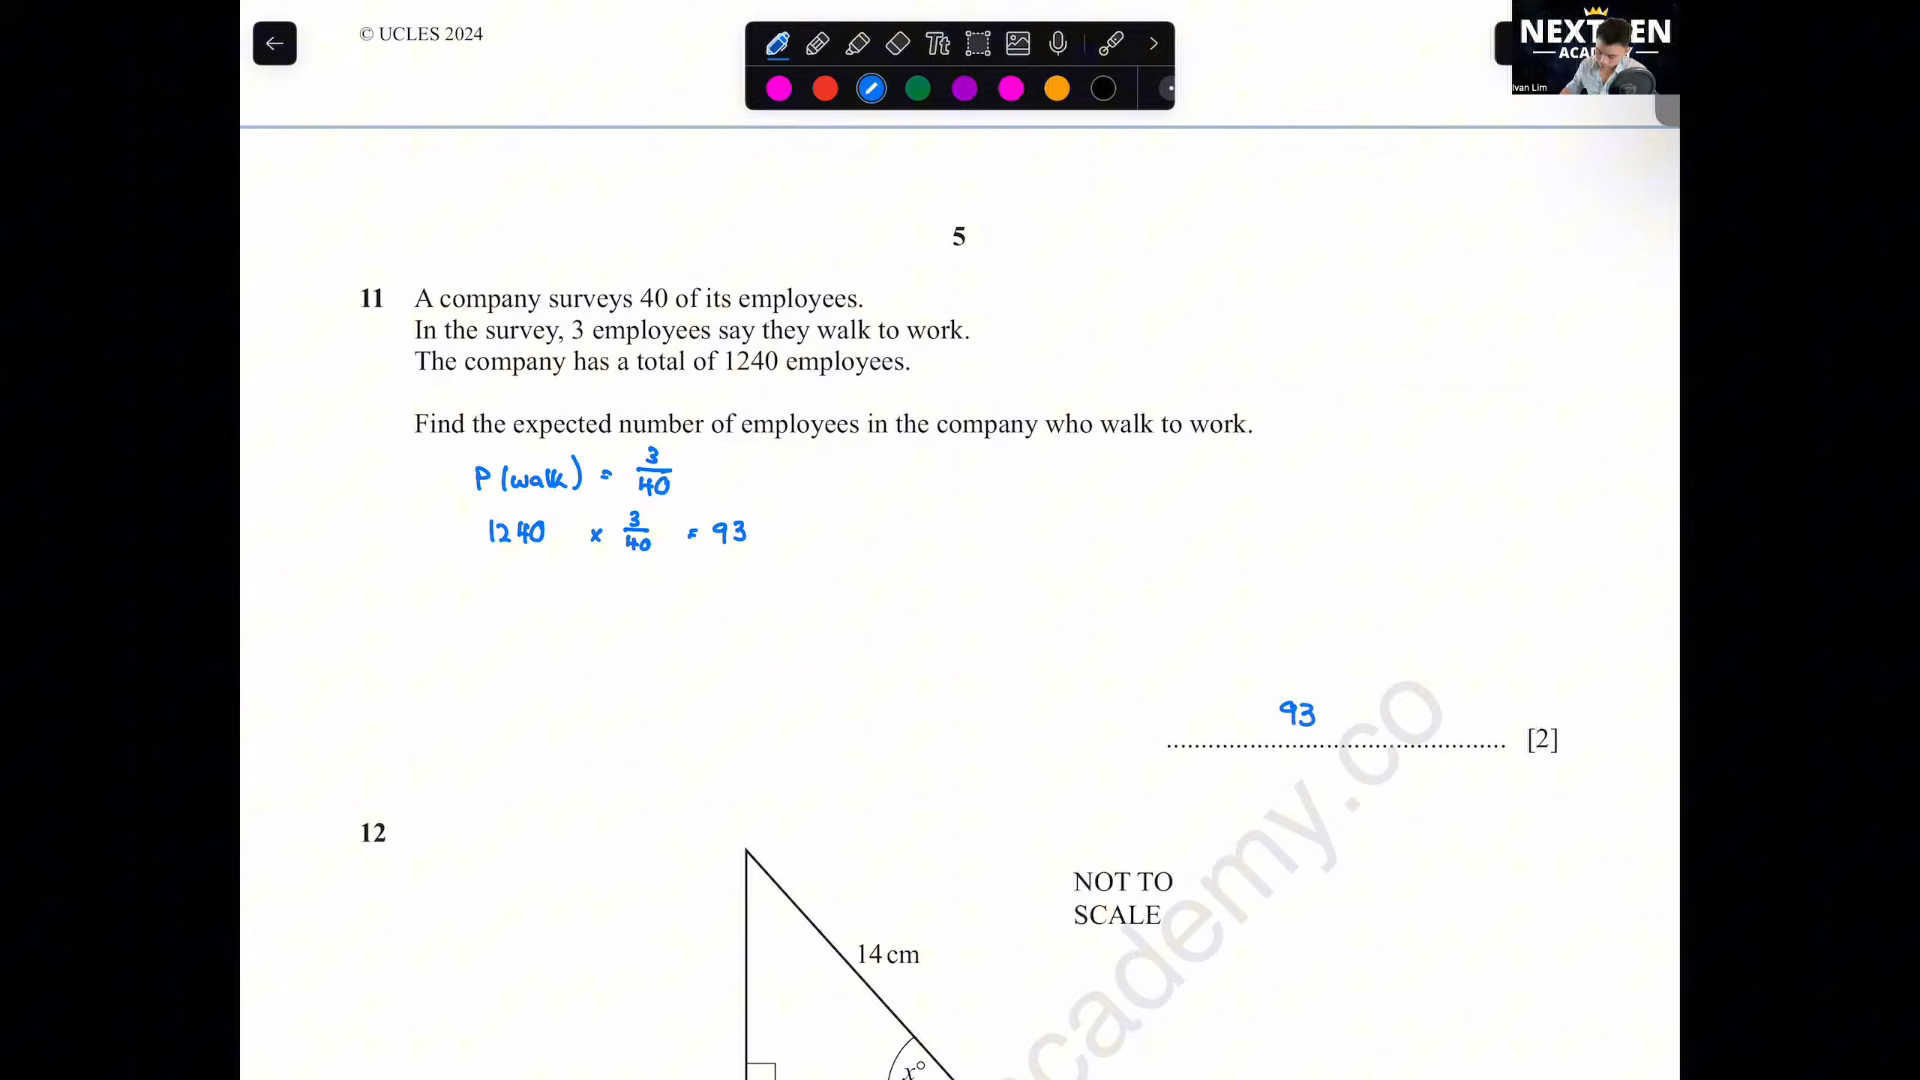 © UCLES 2024
Tt
NEXT EN
ACA Y
Ivan Lim
5
11 A company surveys 40 of its employees.
In the survey, 3 employees say they walk to work.
The company has a total of 1240 employees.
Find the expected number of employees in the company who walk to work.
P (walk) = 3/40
1240 × 3/40 = 93
93
[2]
12
NOT TO
SCALE
14 cm
x°
cademy.co